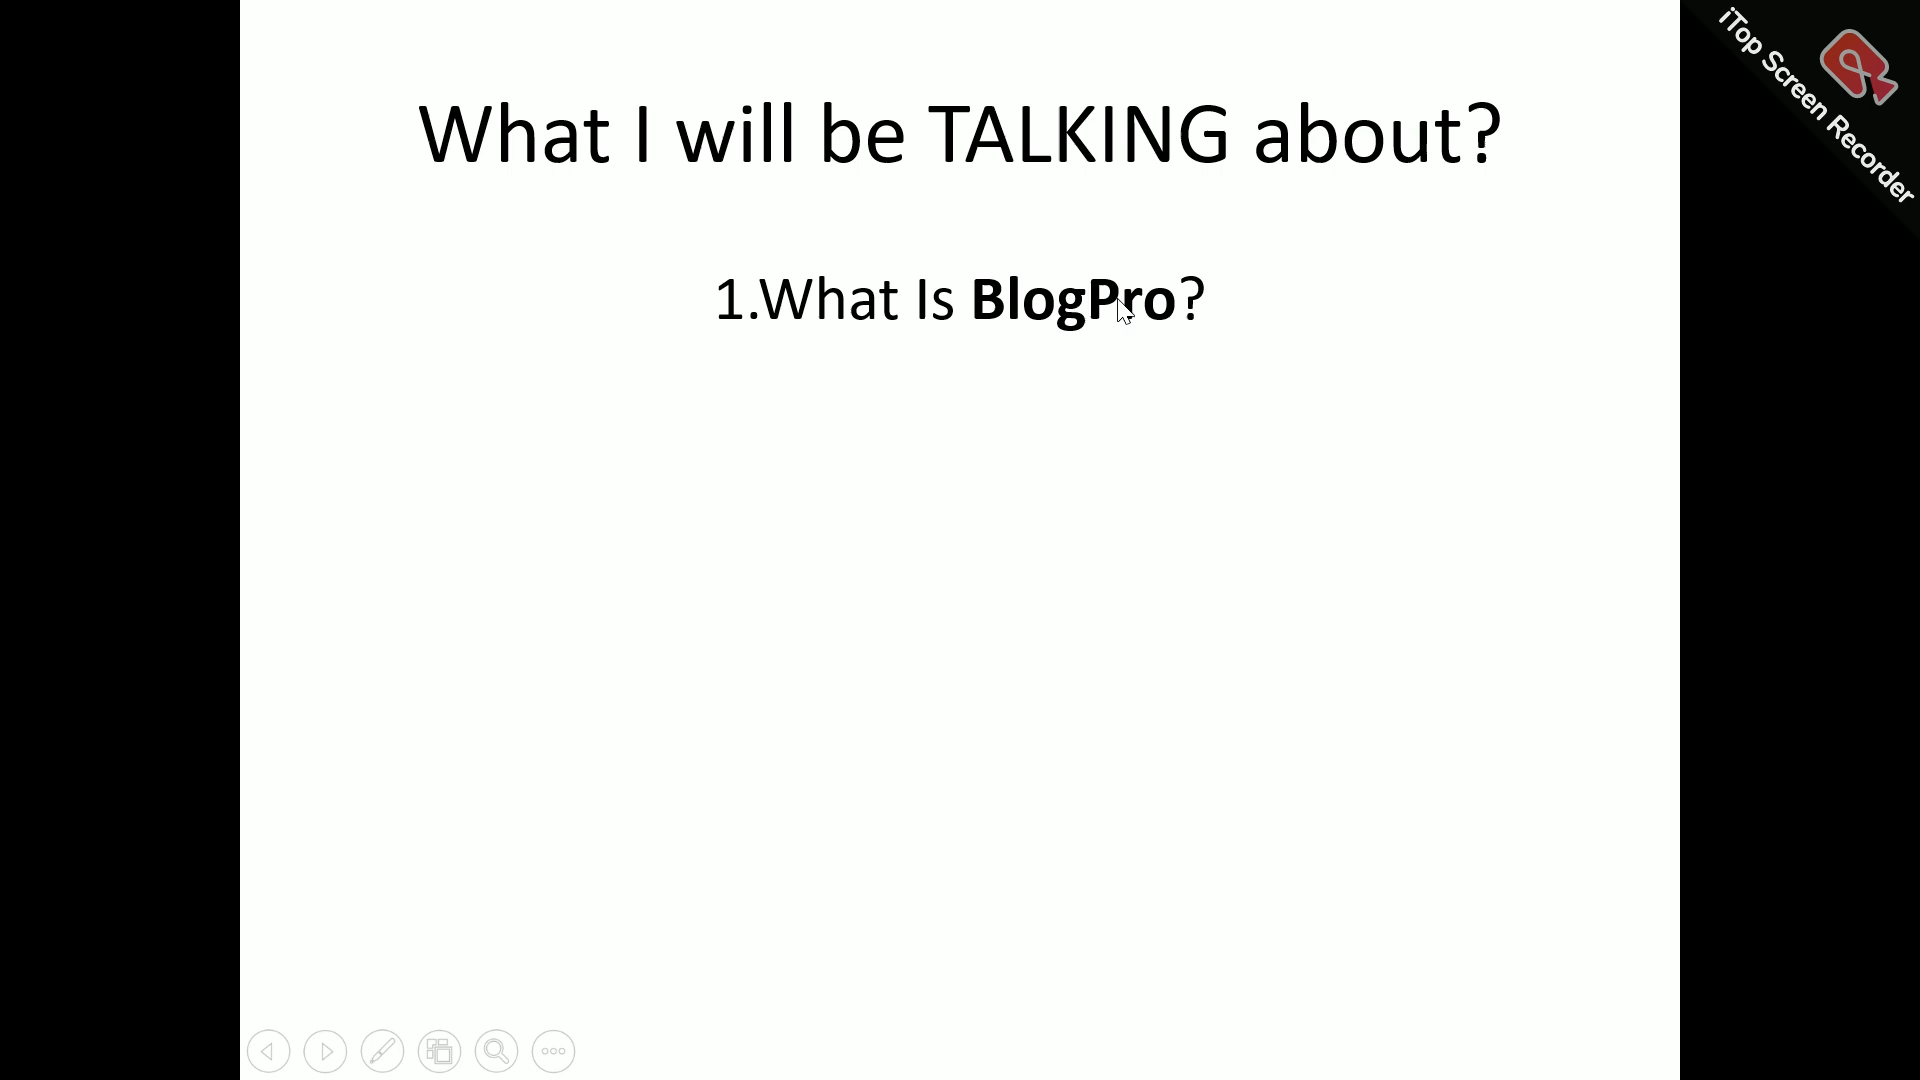 What I will be TALKING about?
1.What Is BlogPro?
iTop Screen Recorder